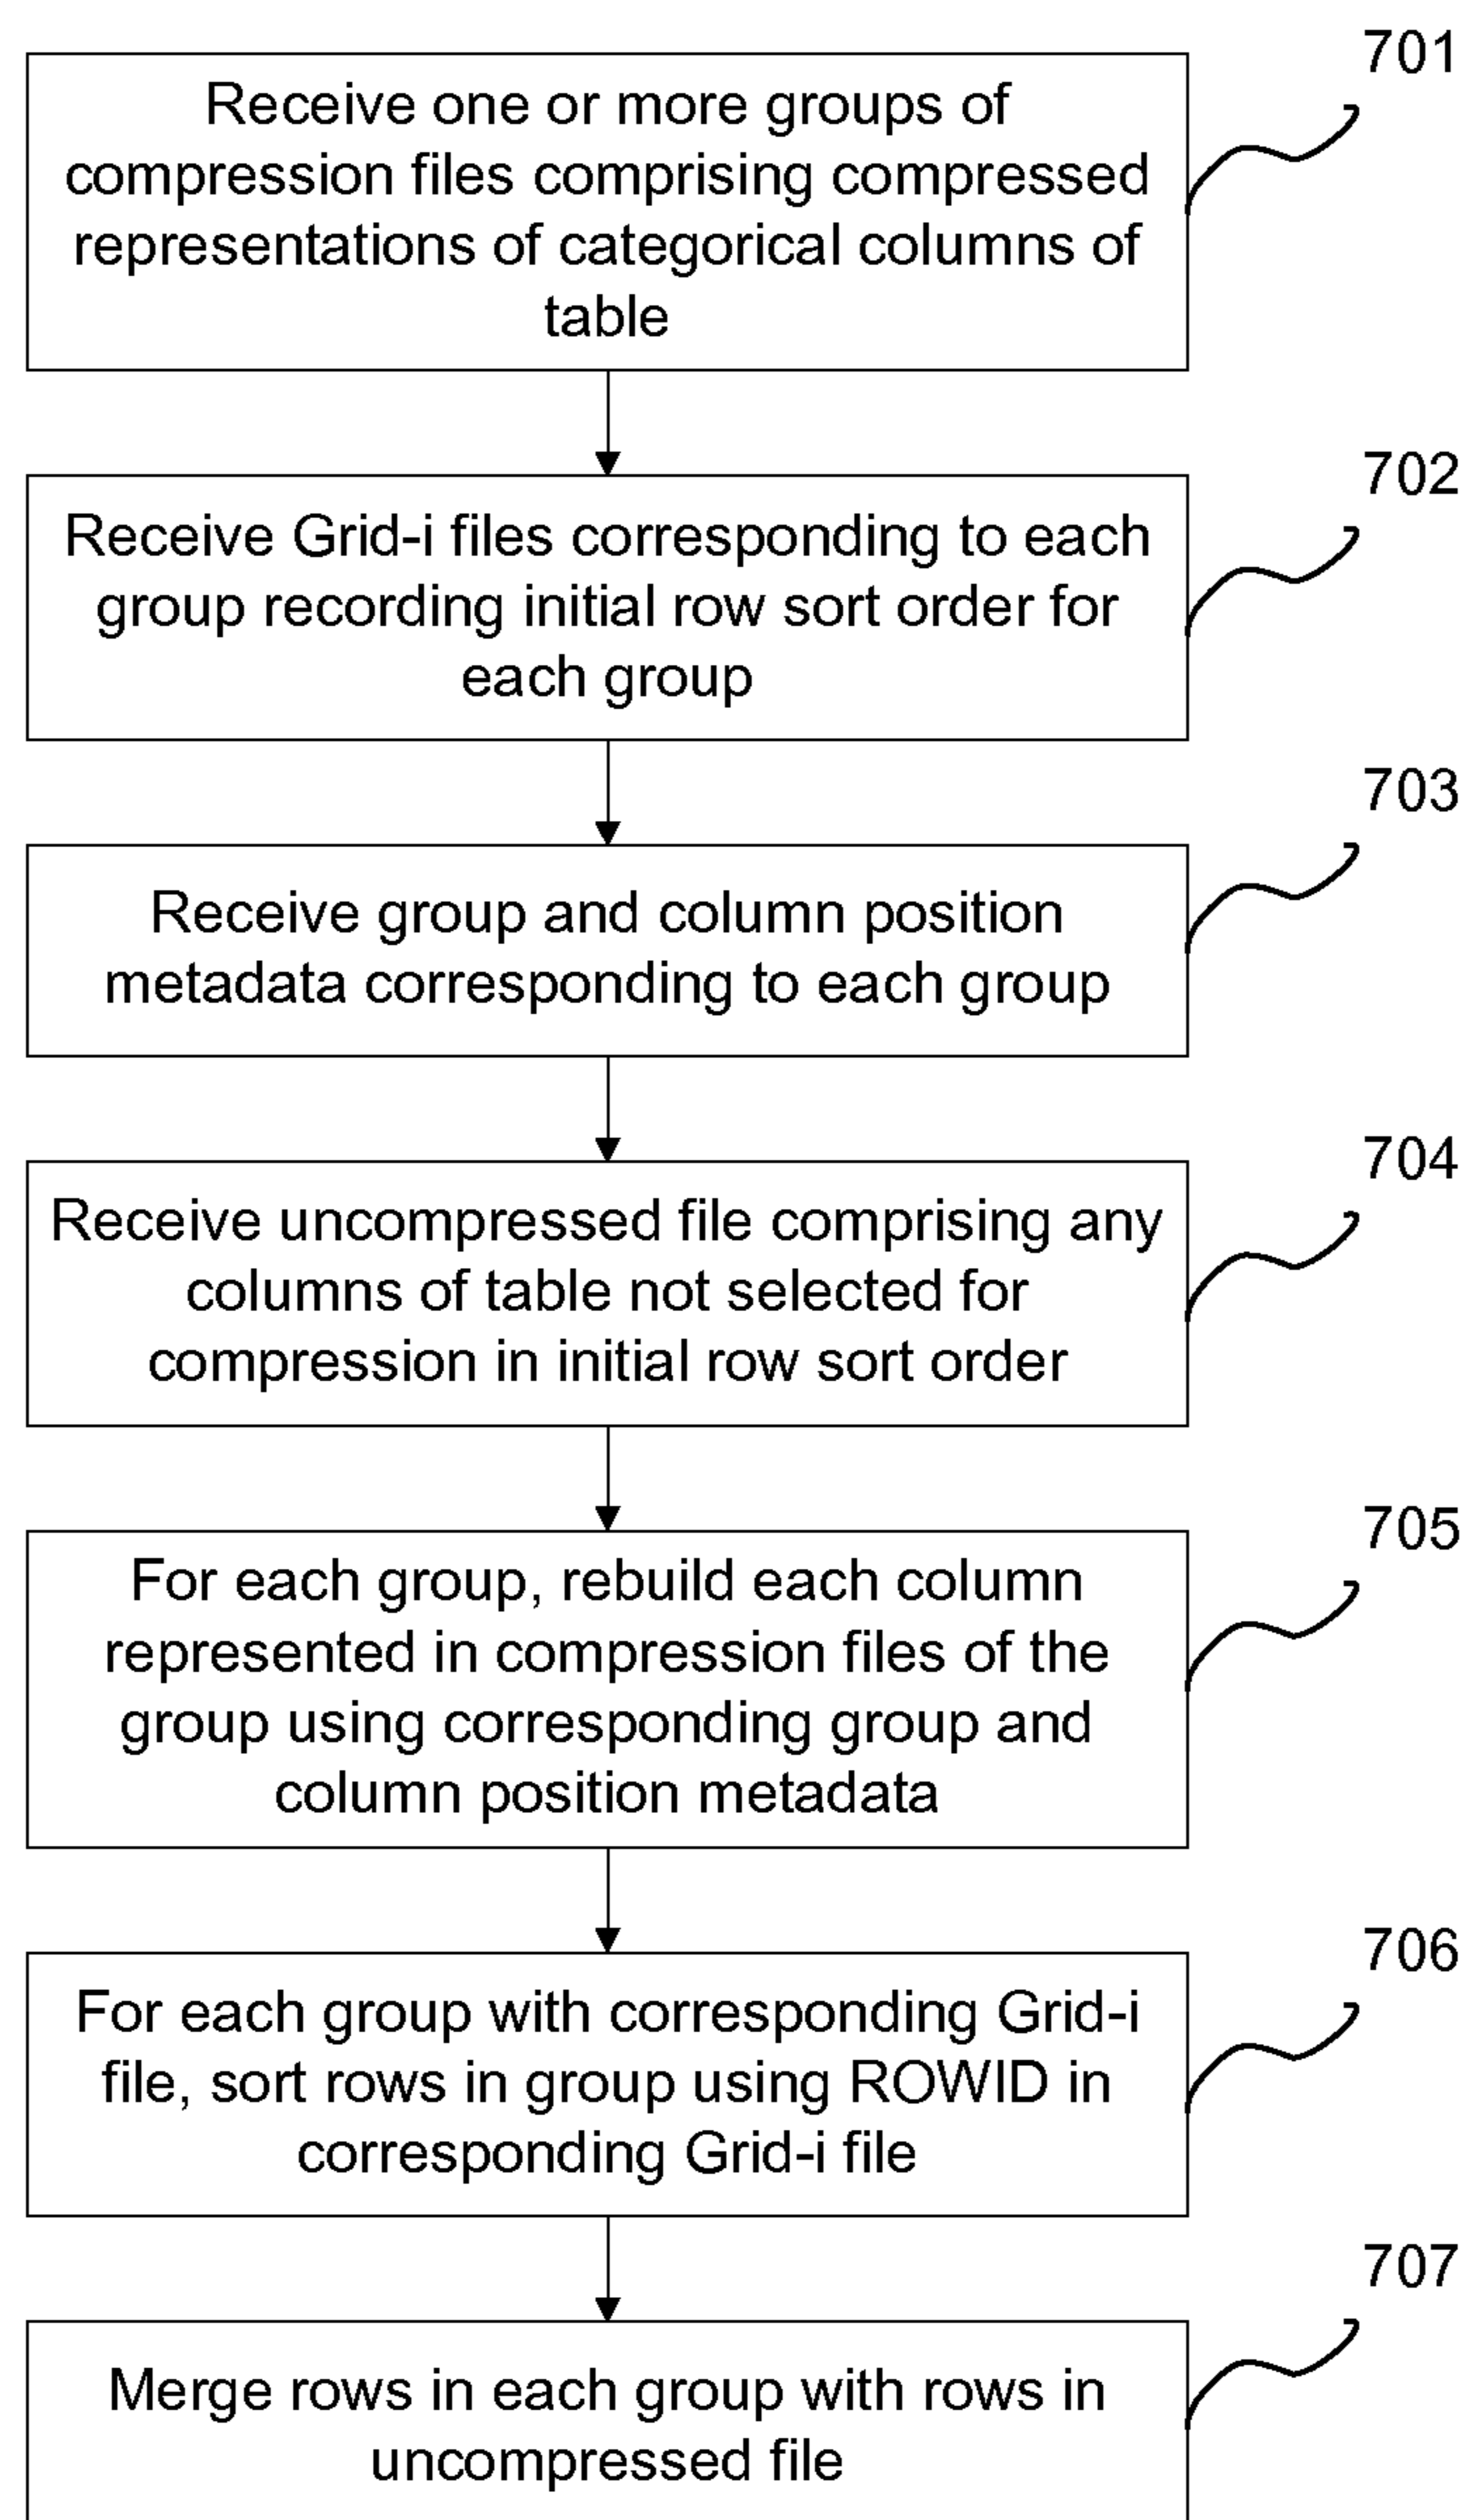 701
Receive one or more groups of
compression files comprising compressed
representations of categorical columns of
table
702
Receive Grid-i files corresponding to each
group recording initial row sort order for
each group
703
Receive group and column position
metadata corresponding to each group
704
Receive uncompressed file comprising any
columns of table not selected for
compression in initial row sort order
705
For each group, rebuild each column
represented in compression files of the
group using corresponding group and
column position metadata
706
For each group with corresponding Grid-i
file, sort rows in group using ROWID in
corresponding Grid-i file
707
Merge rows in each group with rows in
uncompressed file